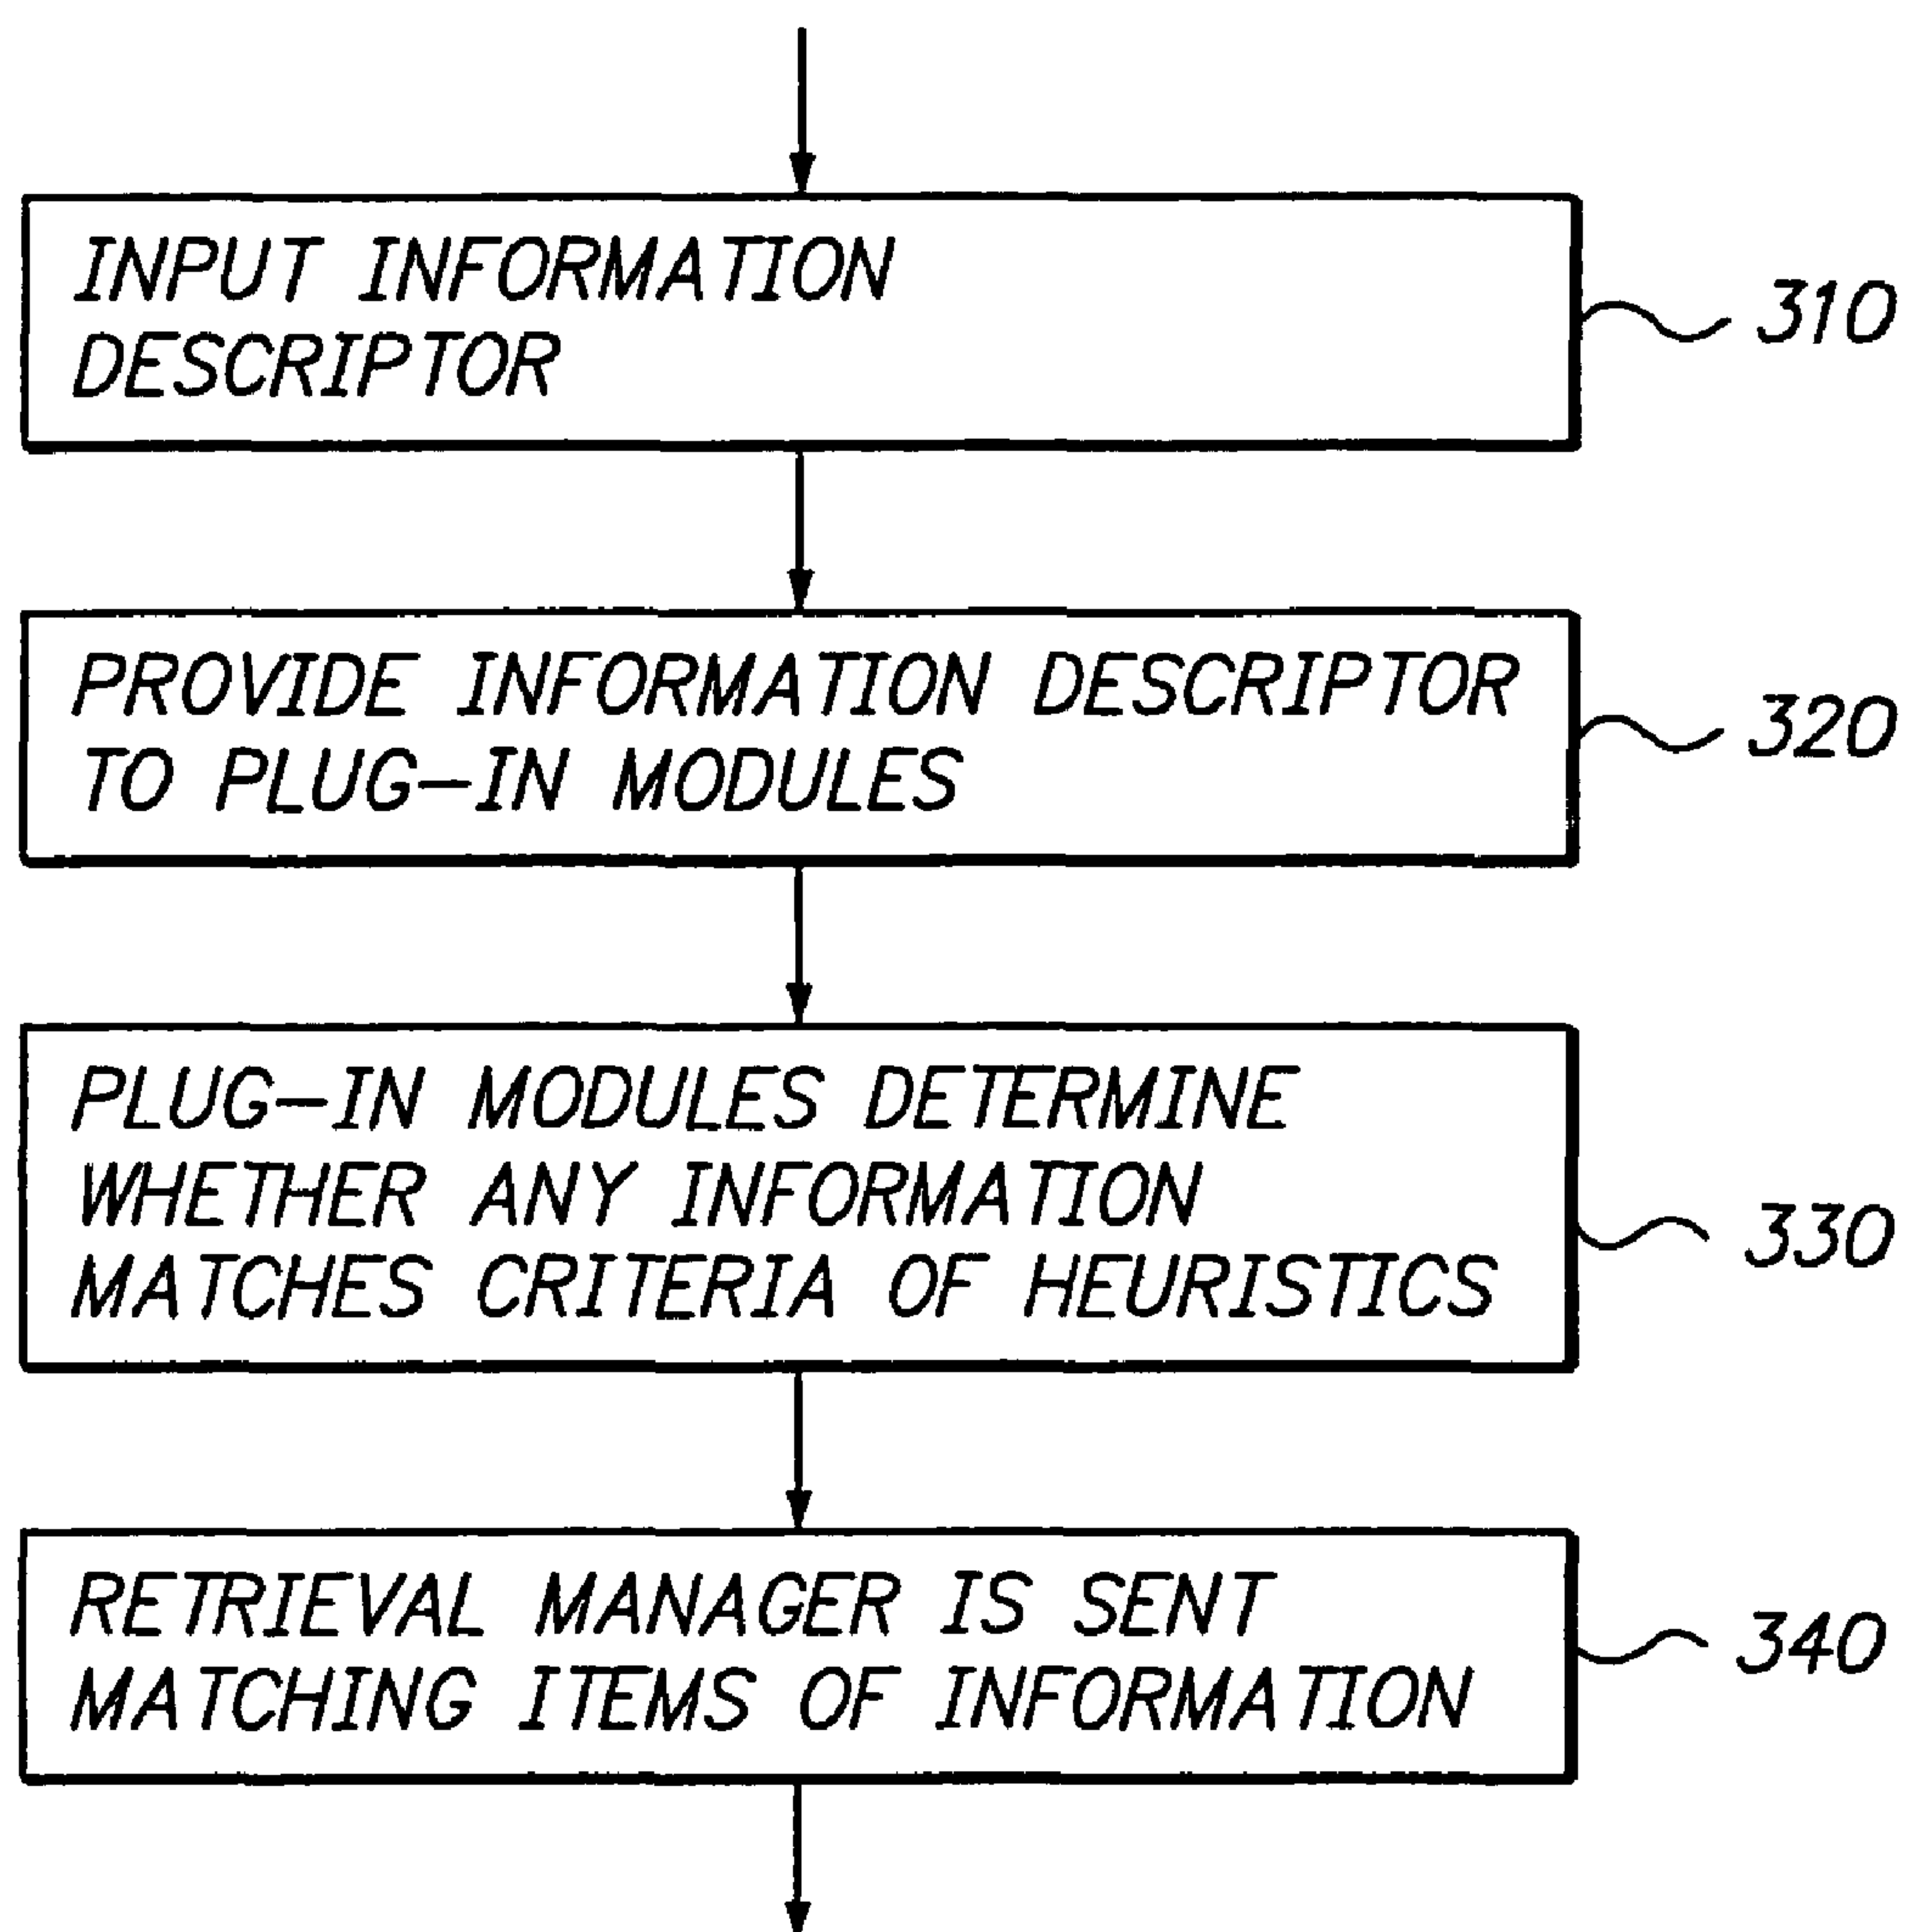 INPUT INFORMATION
DESCRIPTOR
310
PROVIDE INFORMATION DESCRIPTOR
TO PLUG-IN MODULES
320
PLUG-IN MODULES DETERMINE
WHETHER ANY INFORMATION
MATCHES CRITERIA OF HEURISTICS
330
RETRIEVAL MANAGER IS SENT
MATCHING ITEMS OF INFORMATION
340